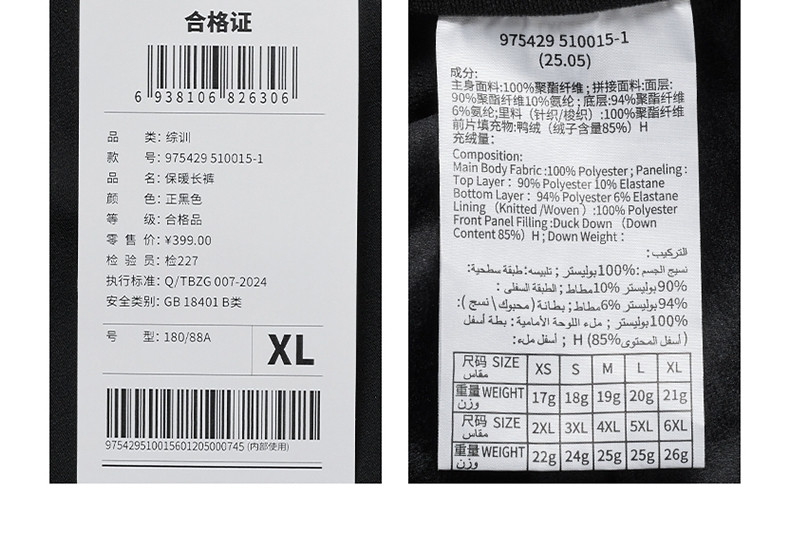 合格证
6 938106 826306
品 类: 综训
款 号: 975429 510015-1
品 名: 保暖长裤
颜 色: 正黑色
等 级: 合格品
零 售 价: ¥399.00
检 验 员: 检227
执行标准: Q/TBZG 007-2024
安全类别: GB 18401 B类
号 型: 180/88A
XL
975429510015601205000745 (内部使用)
975429 510015-1
(25.05)
成分:
主身面料:100%聚酯纤维；拼接面料:面层:
90%聚酯纤维10%氨纶；底层:94%聚酯纤维
6%氨纶;里料（针织/梭织）:100%聚酯纤维
前片填充物:鸭绒（绒子含量85%）H
充绒量：
Composition:
Main Body Fabric :100% Polyester ; Paneling :
Top Layer： 90% Polyester 10% Elastane
Bottom Layer： 94% Polyester 6% Elastane
Lining （Knitted /Woven）:100% Polyester
Front Panel Filling :Duck Down （Down
Content 85%）H ; Down Weight：
التركيب:
نسيج الجسم :100% بوليستر ; تلبيسه: طبقة سطحية:
90% بوليستر 10% مطاط ; الطبقة السفلى :
94% بوليستر 6% مطاط; بطانة (محبوك \ نسج ):
100% بوليستر ; ملء اللوحة الأمامية: بطة أسفل
( أسفل المحتوى 85%) H ; أسفل ملء:
尺码 SIZE مقاس XS S M L XL
重量 WEIGHT وزن 17g 18g 19g 20g 21g
尺码 SIZE مقاس 2XL 3XL 4XL 5XL 6XL
重量 WEIGHT وزن 22g 24g 25g 25g 26g